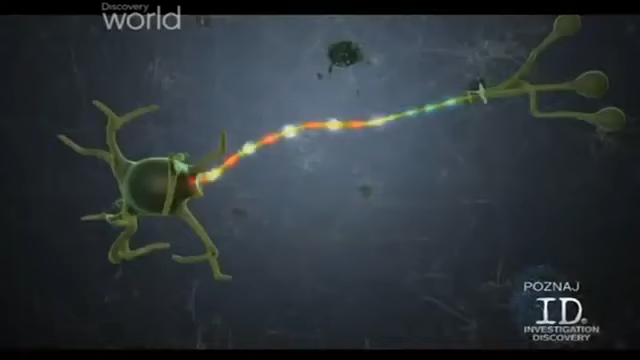 Discovery
world
POZNAJ
ID.
INVESTIGATION
DISCOVERY